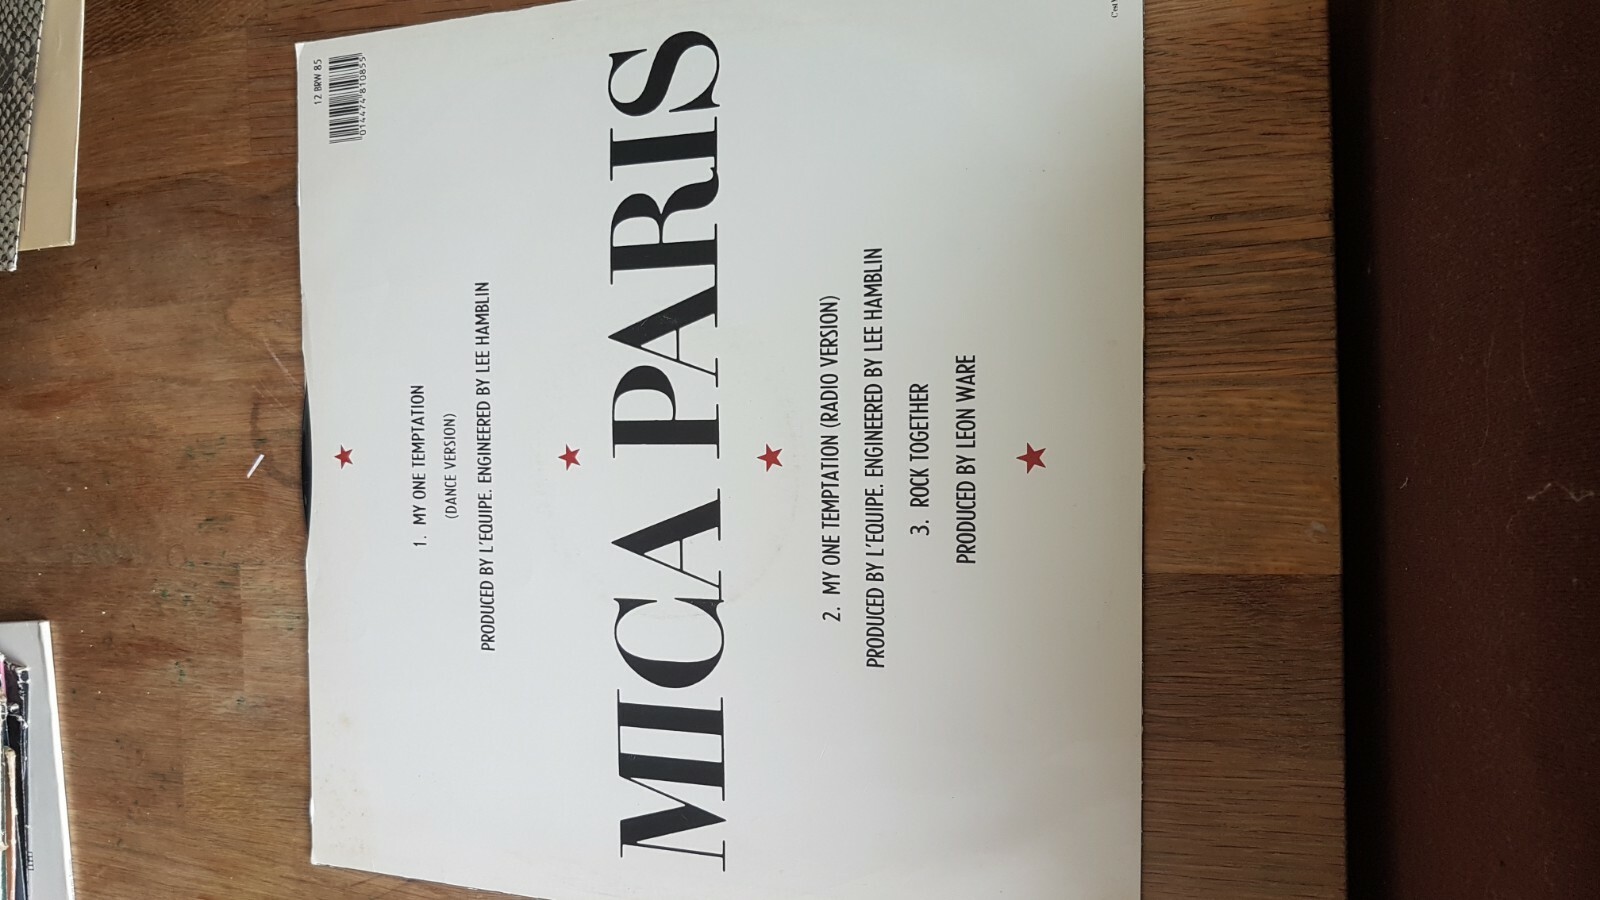 12 BRW 85
014474810855
1. MY ONE TEMPTATION
(DANCE VERSION)
PRODUCED BY L'EQUIPE. ENGINEERED BY LEE HAMBLIN
MICA PARIS
2. MY ONE TEMPTATION (RADIO VERSION)
PRODUCED BY L'EQUIPE. ENGINEERED BY LEE HAMBLIN
3. ROCK TOGETHER
PRODUCED BY LEON WARE